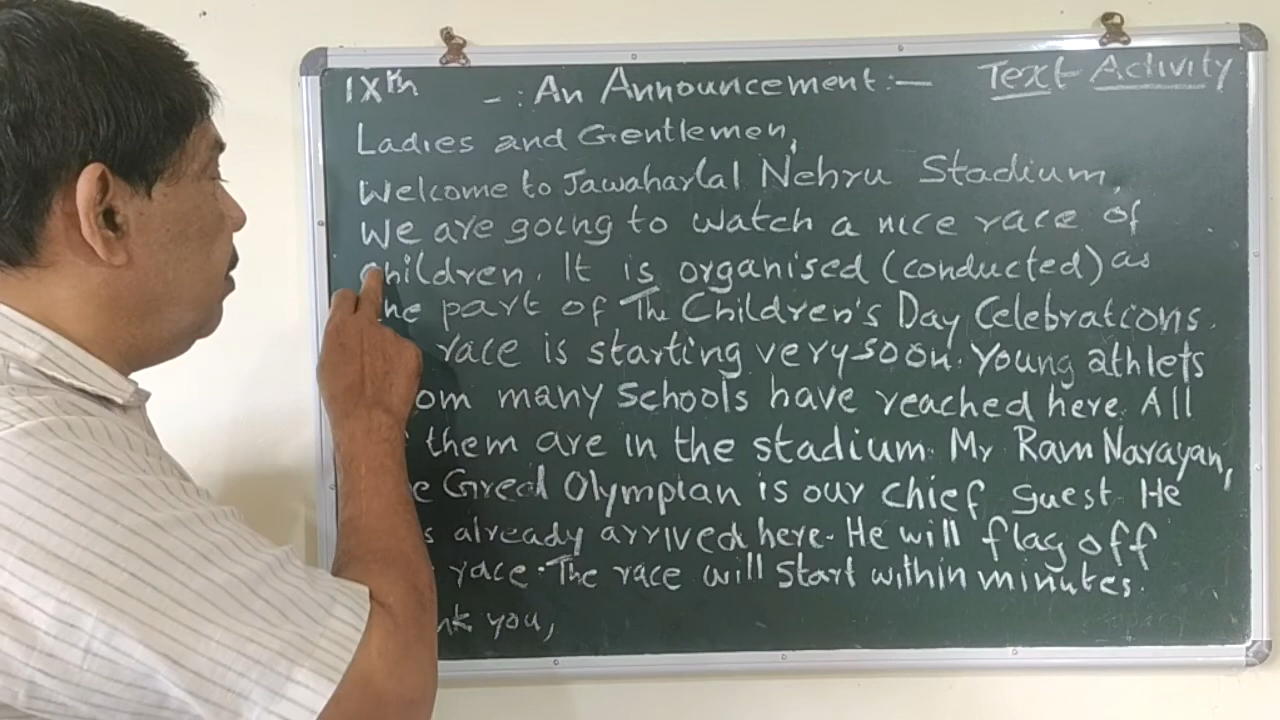 IXth -: An Announcement:- Text Activity
Ladies and Gentlemen,
Welcome to Jawaharlal Nehru Stadium.
We are going to watch a nice race of
children. It is organised (conducted) as
the part of The Children's Day Celebrations.
race is starting very soon. Young athlets
om many schools have reached here. All
them are in the stadium. Mr Ram Narayan,
e Great Olympian is our chief guest. He
s already arrived here. He will flag off
race. The race will start within minutes.
nk you,